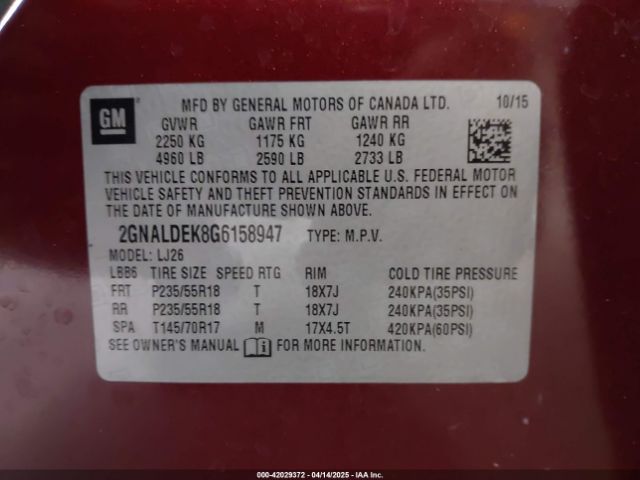 GM
MFD BY GENERAL MOTORS OF CANADA LTD. 10/15
GVWR GAWR FRT GAWR RR
2250 KG 1175 KG 1240 KG
4960 LB 2590 LB 2733 LB
THIS VEHICLE CONFORMS TO ALL APPLICABLE U.S. FEDERAL MOTOR
VEHICLE SAFETY AND THEFT PREVENTION STANDARDS IN EFFECT ON
THE DATE OF MANUFACTURE SHOWN ABOVE.
2GNALDEK8G6158947 TYPE: M.P.V.
MODEL: LJ26
LBB6 TIRE SIZE SPEED RTG RIM COLD TIRE PRESSURE
FRT P235/55R18 T 18X7J 240KPA(35PSI)
RR P235/55R18 T 18X7J 240KPA(35PSI)
SPA T145/70R17 M 17X4.5T 420KPA(60PSI)
SEE OWNER'S MANUAL FOR MORE INFORMATION.
000-42029372 | 04/14/2025 | IAA Inc.